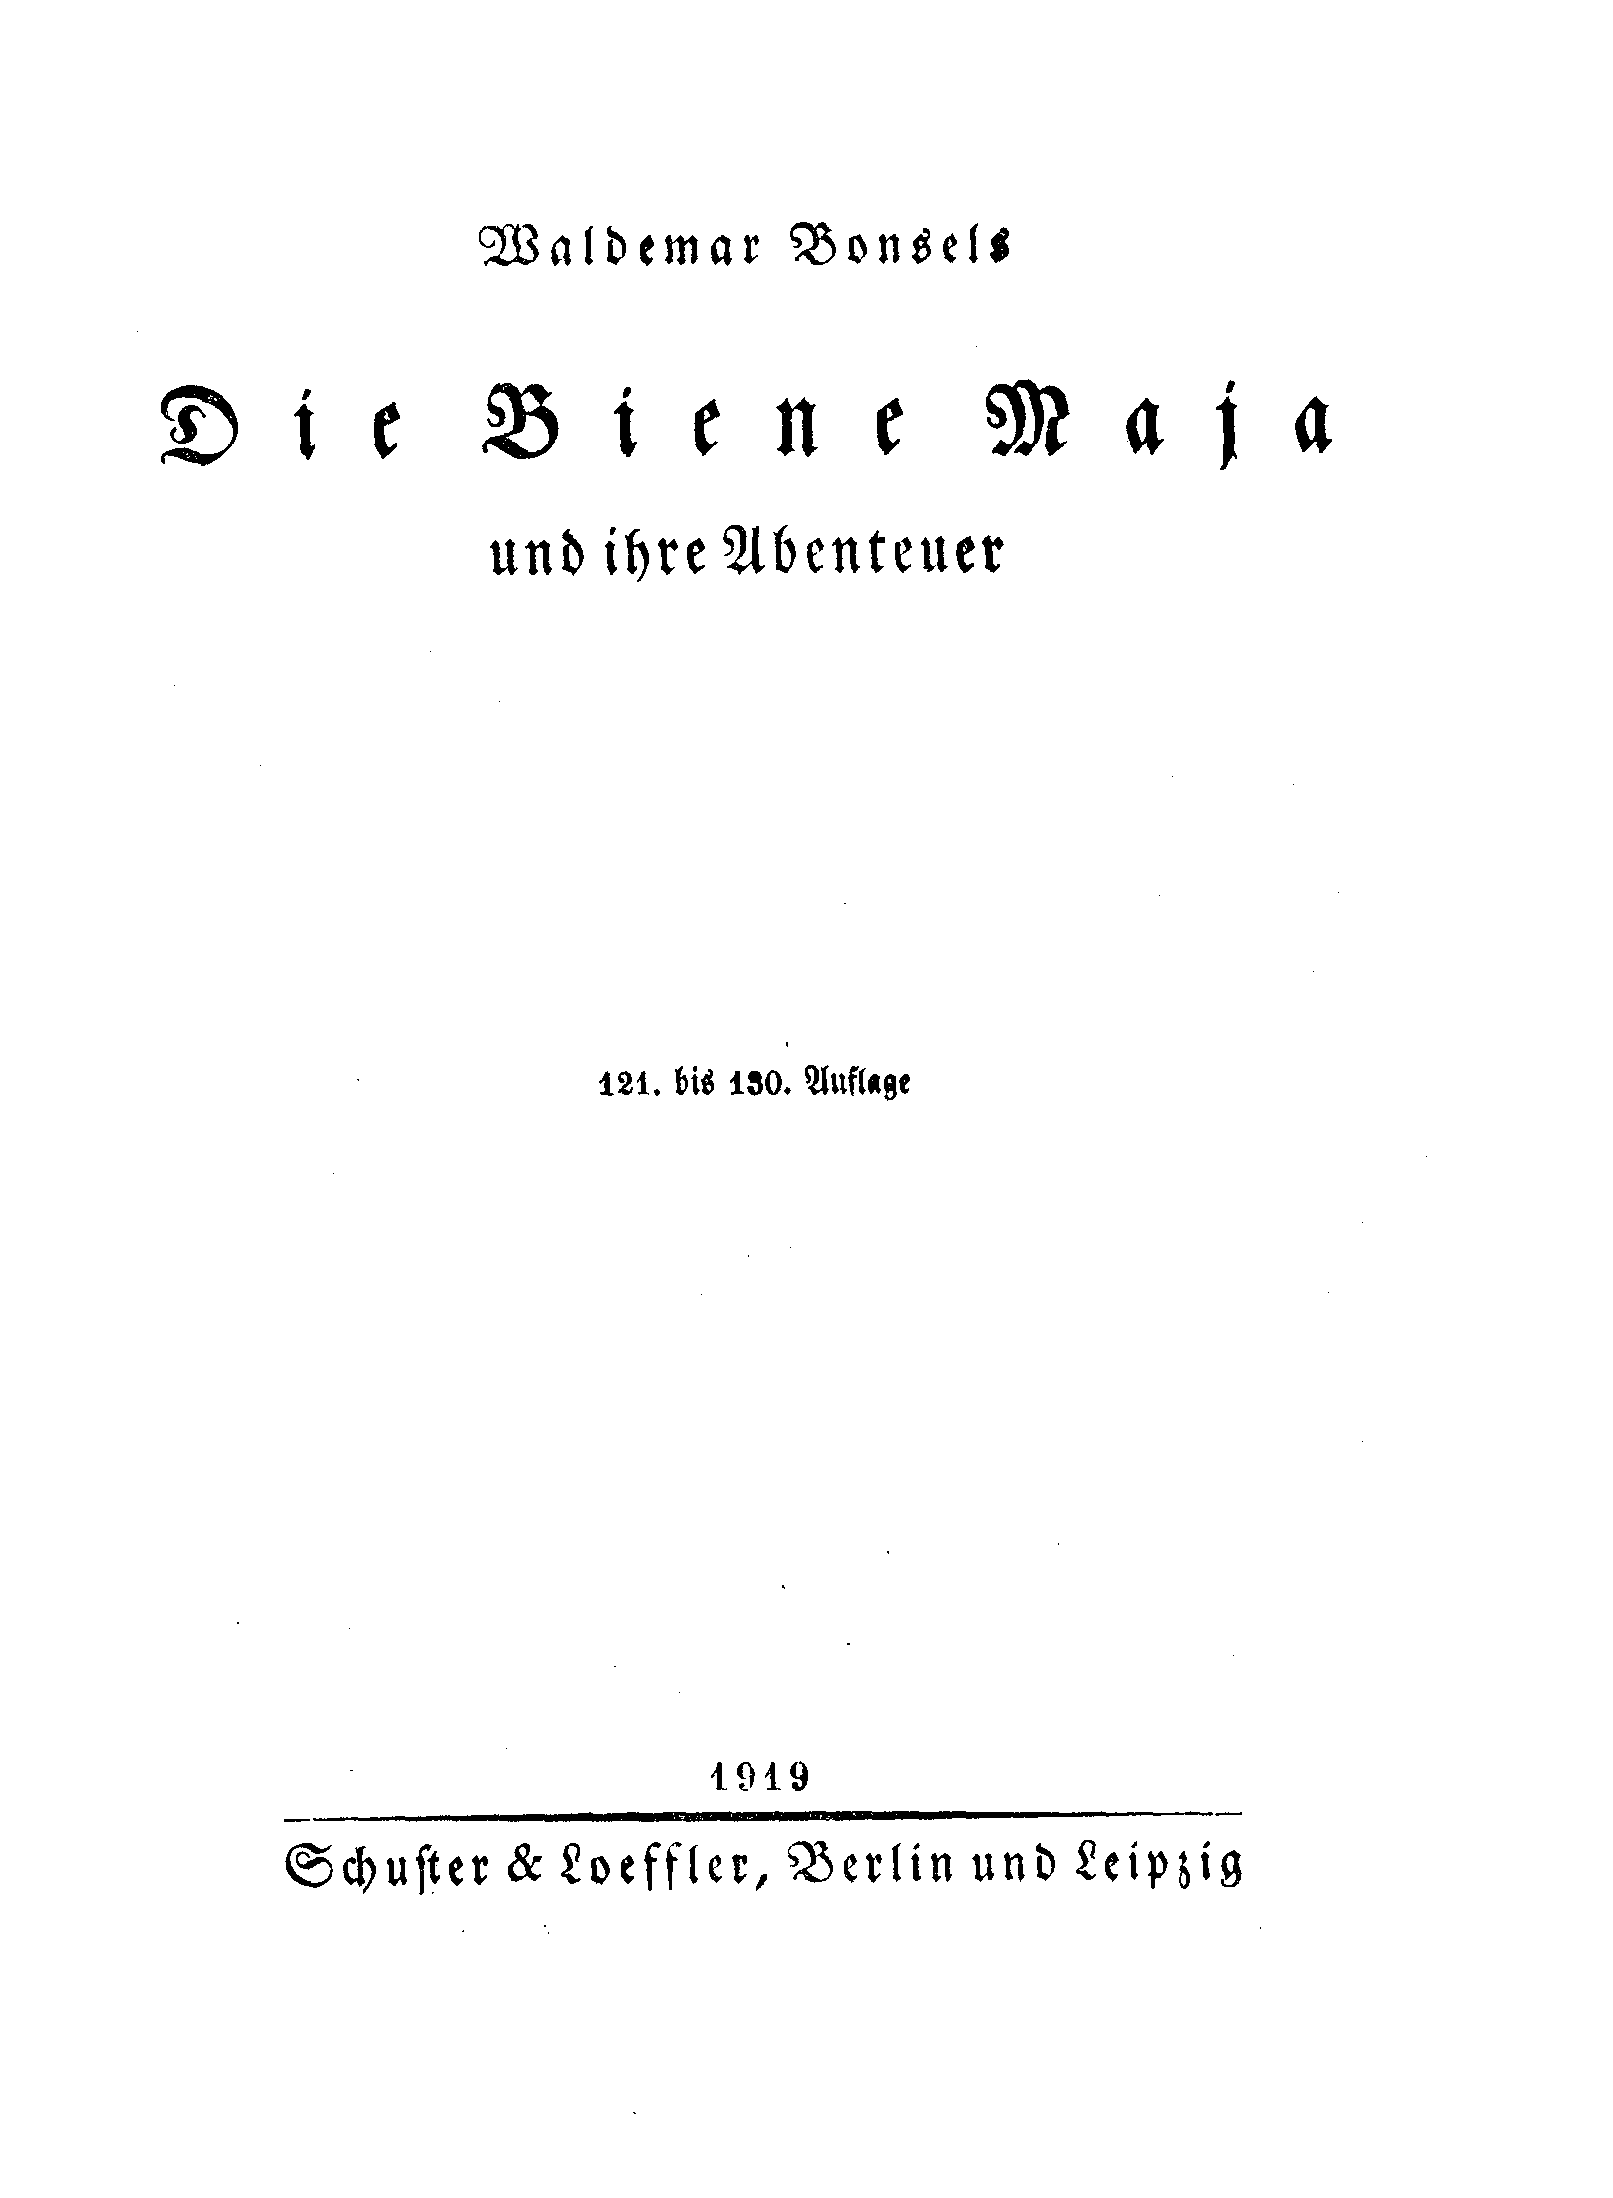 Waldemar Bonsels
Die Biene Maja
und ihre Abenteuer
121. bis 130. Auflage
1919
Schuſter & Loeffler, Berlin und Leipzig